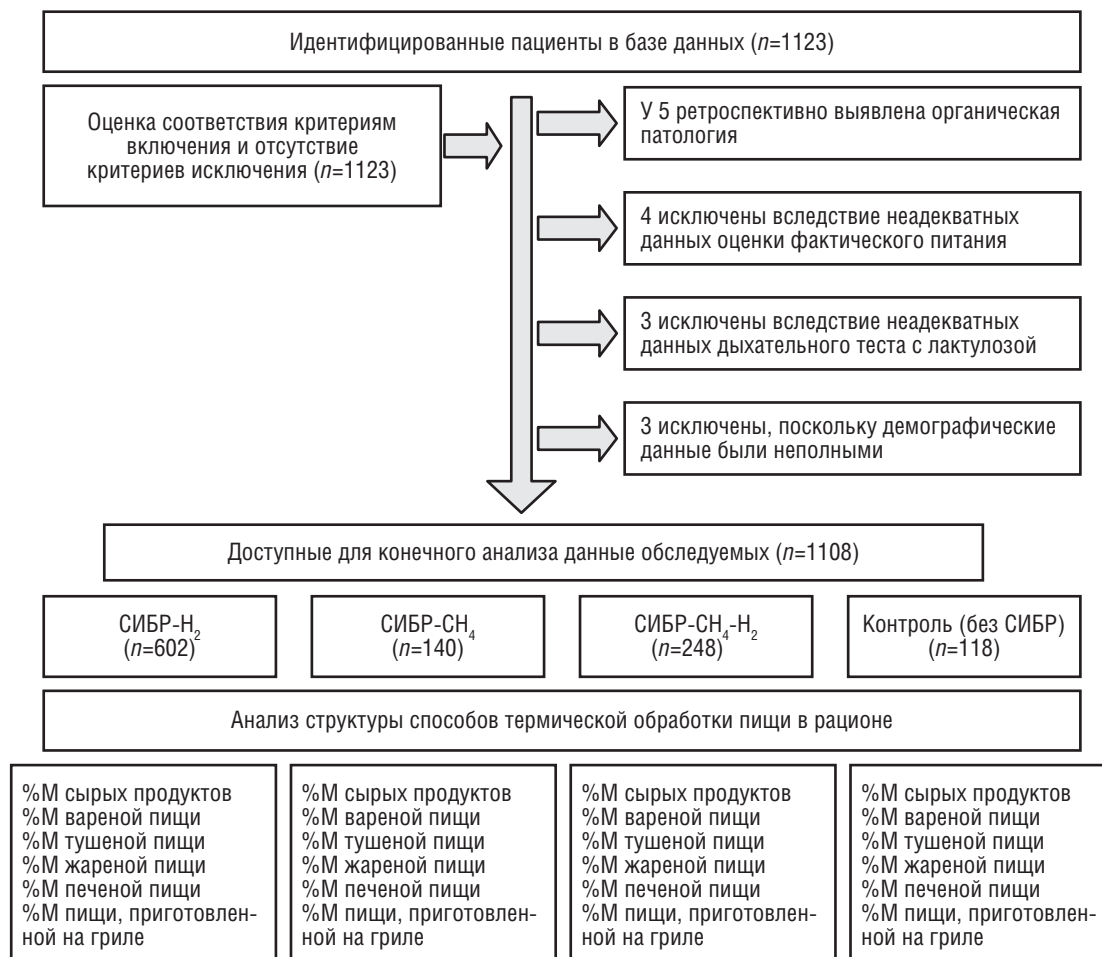 Идентифицированные пациенты в базе данных (n=1123)
Оценка соответствия критериям
включения и отсутствие
критериев исключения (n=1123)
У 5 ретроспективно выявлена органическая
патология
4 исключены вследствие неадекватных
данных оценки фактического питания
3 исключены вследствие неадекватных
данных дыхательного теста с лактулозой
3 исключены, поскольку демографические
данные были неполными
Доступные для конечного анализа данные обследуемых (n=1108)
СИБР-H₂
(n=602)
СИБР-CH₄
(n=140)
СИБР-CH₄-H₂
(n=248)
Контроль (без СИБР)
(n=118)
Анализ структуры способов термической обработки пищи в рационе
%М сырых продуктов
%М вареной пищи
%М тушеной пищи
%М жареной пищи
%М печеной пищи
%М пищи, приготовлен-
ной на гриле
%М сырых продуктов
%М вареной пищи
%М тушеной пищи
%М жареной пищи
%М печеной пищи
%М пищи, приготовлен-
ной на гриле
%М сырых продуктов
%М вареной пищи
%М тушеной пищи
%М жареной пищи
%М печеной пищи
%М пищи, приготовлен-
ной на гриле
%М сырых продуктов
%М вареной пищи
%М тушеной пищи
%М жареной пищи
%М печеной пищи
%М пищи, приготовлен-
ной на гриле